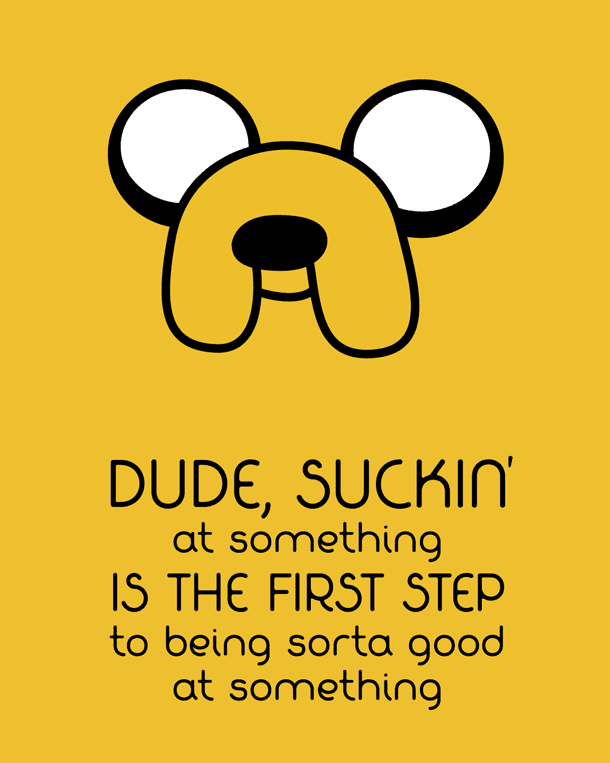 DUDE, SUCKIN'
at something
IS THE FIRST STEP
to being sorta good
at something